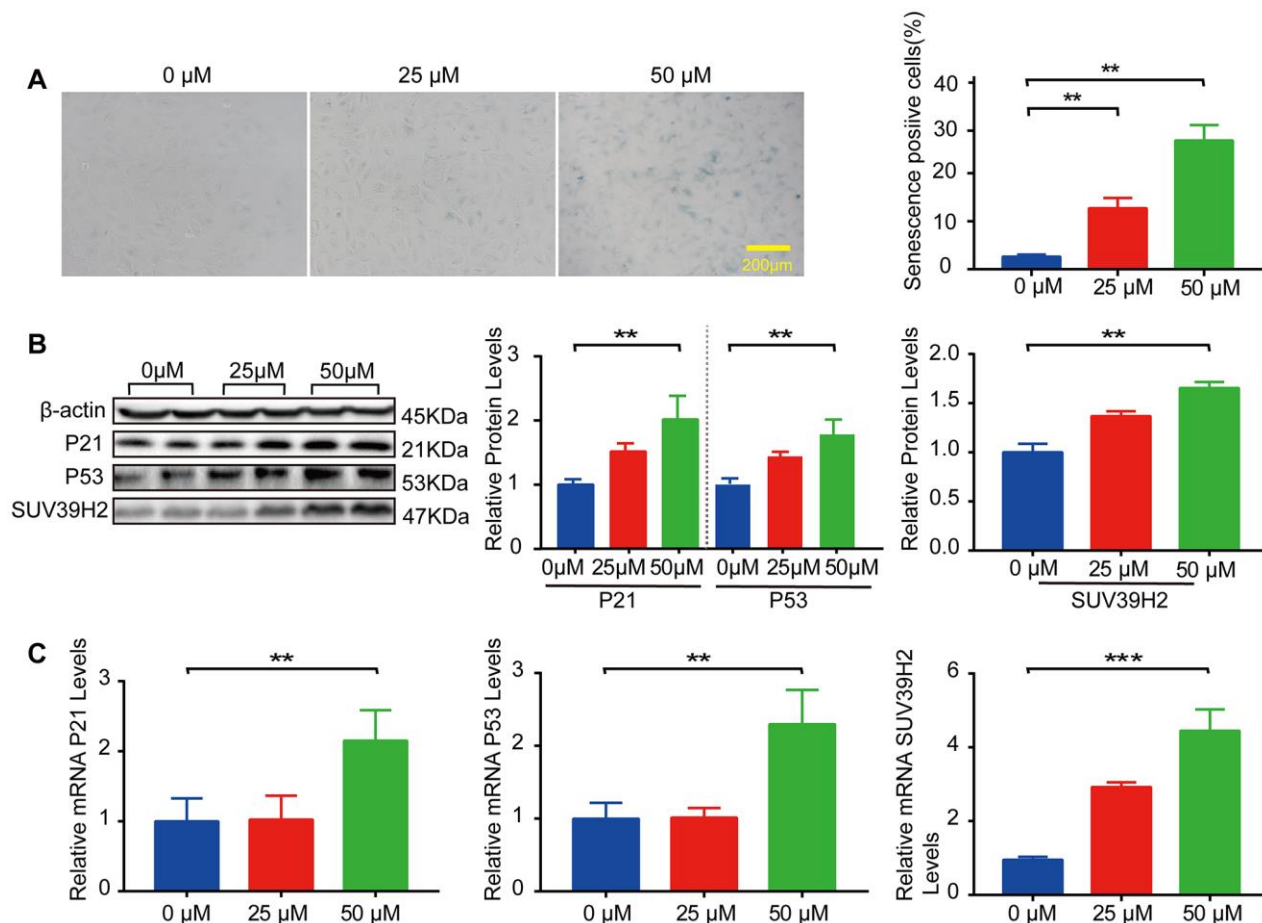 A
0 µM
25 µM
50 µM
200µm
Senescence posiive cells(%)
40
30
20
10
0
**
**
0 µM
25 µM
50 µM
B
0µM
25µM
50µM
β-actin
45KDa
P21
21KDa
P53
53KDa
SUV39H2
47KDa
Relative Protein Levels
3
2
1
0
**
**
0µM
25µM
50µM
0µM
25µM
50µM
P21
P53
Relative Protein Levels
2.0
1.5
1.0
0.5
0.0
**
0 µM
25 µM
50 µM
SUV39H2
C
Relative mRNA P21 Levels
3
2
1
0
**
0 µM
25 µM
50 µM
Relative mRNA P53 Levels
3
2
1
0
**
0 µM
25 µM
50 µM
Relative mRNA SUV39H2
Levels
6
4
2
0
***
0 µM
25 µM
50 µM